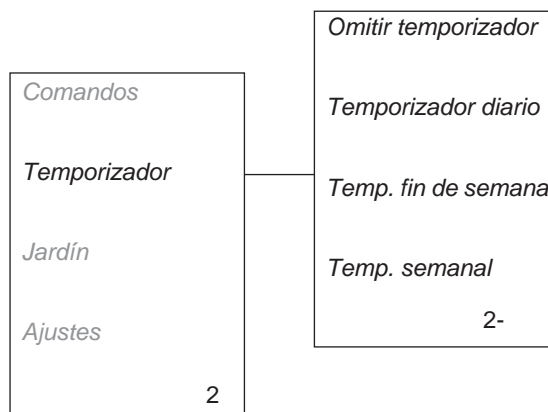 Comandos
Temporizador
Jardín
Ajustes
2
Omitir temporizador
Temporizador diario
Temp. fin de semana
Temp. semanal
2-